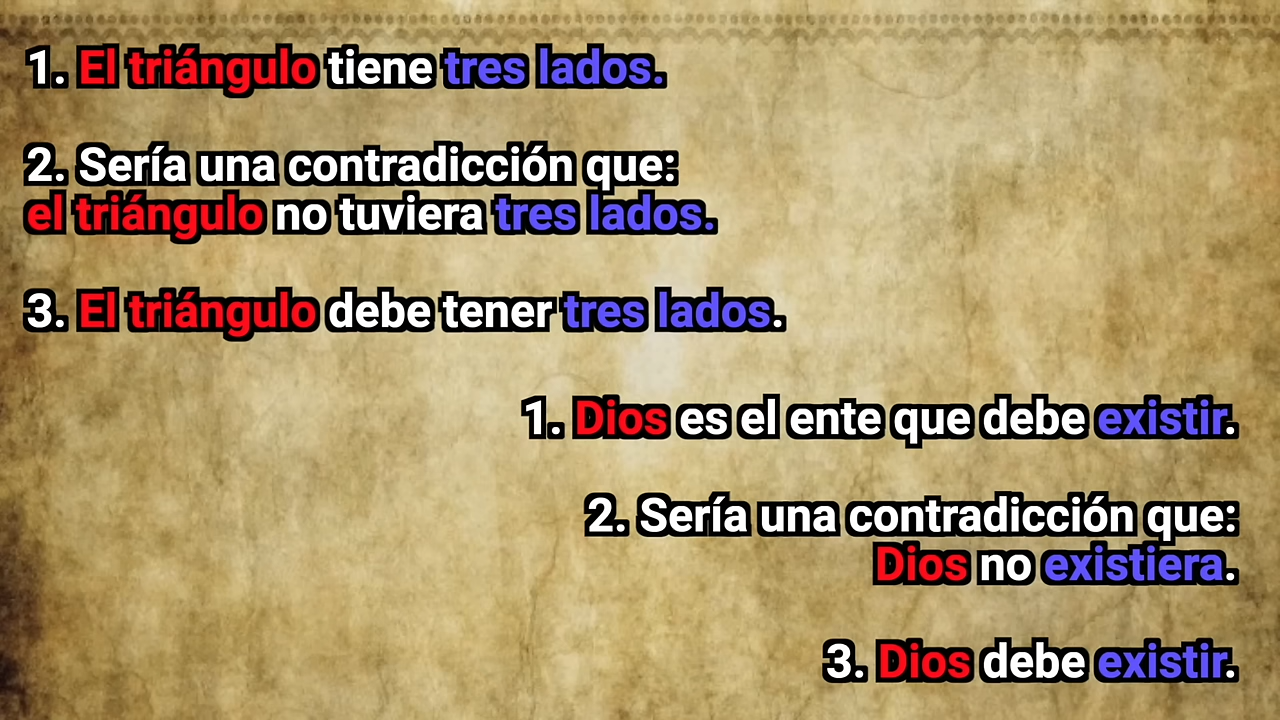 1. El triángulo tiene tres lados.
2. Sería una contradicción que:
el triángulo no tuviera tres lados.
3. El triángulo debe tener tres lados.
1. Dios es el ente que debe existir.
2. Sería una contradicción que:
Dios no existiera.
3. Dios debe existir.